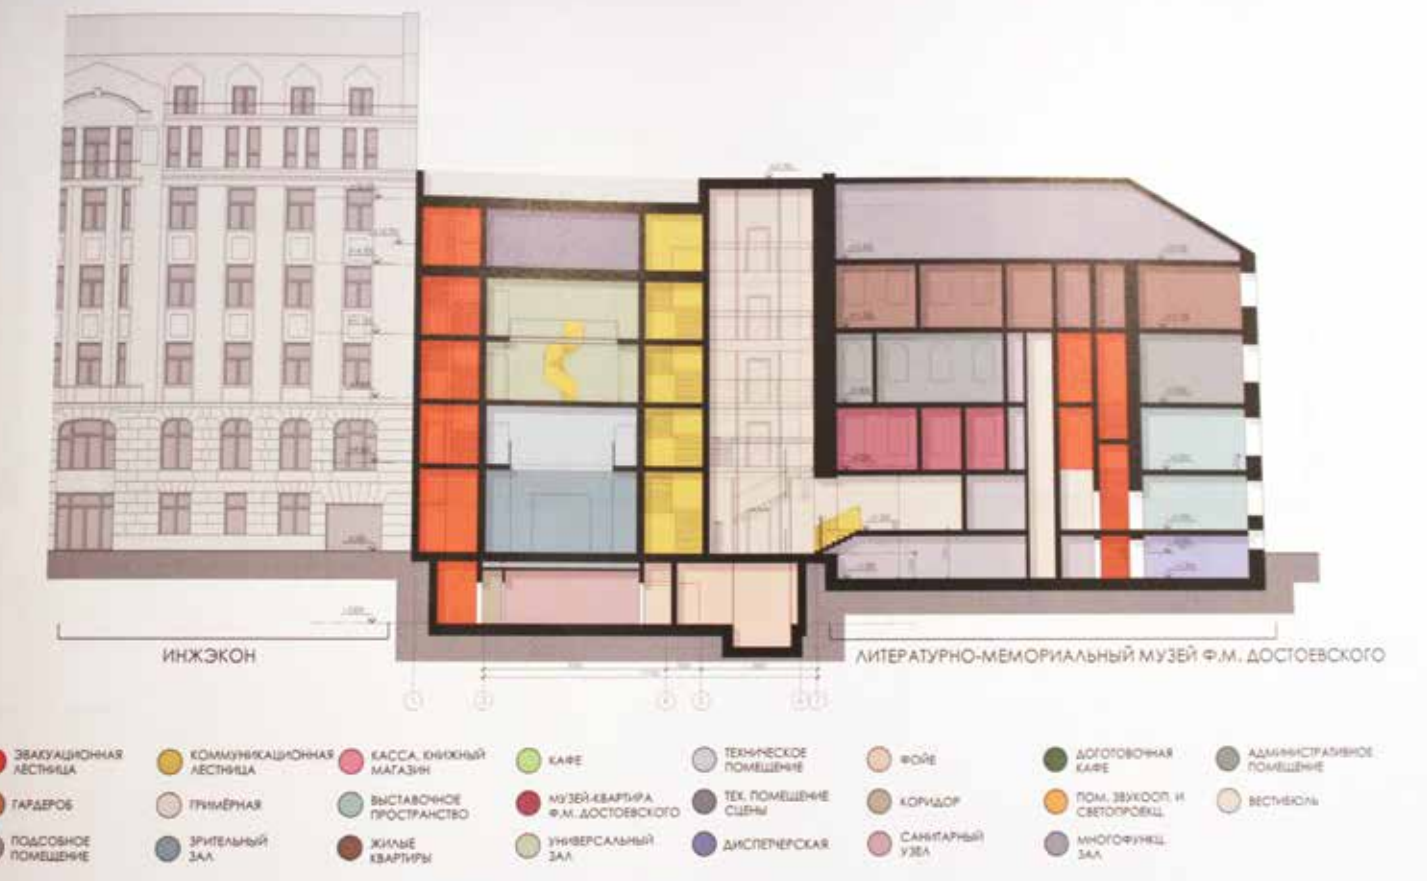 ИНЖЭКОН
ЛИТЕРАТУРНО-МЕМОРИАЛЬНЫЙ МУЗЕЙ Ф.М. ДОСТОЕВСКОГО
ЭВАКУАЦИОННАЯ
ЛЕСТНИЦА
КОММУНИКАЦИОННАЯ
ЛЕСТНИЦА
КАССА. КНИЖНЫЙ
МАГАЗИН
КАФЕ
ТЕХНИЧЕСКОЕ
ПОМЕЩЕНИЕ
ФОЙЕ
ДОГОТОВОЧНАЯ
КАФЕ
АДМИНИСТРАТИВНОЕ
ПОМЕЩЕНИЕ
ГАРДЕРОБ
ГРИМЁРНАЯ
ВЫСТАВОЧНОЕ
ПРОСТРАНСТВО
МУЗЕЙ-КВАРТИРА
Ф.М. ДОСТОЕВСКОГО
ТЕХ. ПОМЕЩЕНИЕ
СЦЕНЫ
КОРИДОР
ПОМ. ЗВУКООП. И
СВЕТОПРОЕКЦ.
ВЕСТИБЮЛЬ
ПОДСОБНОЕ
ПОМЕЩЕНИЕ
ЗРИТЕЛЬНЫЙ
ЗАЛ
ЖИЛЫЕ
КВАРТИРЫ
УНИВЕРСАЛЬНЫЙ
ЗАЛ
ДИСПЕТЧЕРСКАЯ
САНИТАРНЫЙ
УЗЕЛ
МНОГОФУНКЦ.
ЗАЛ